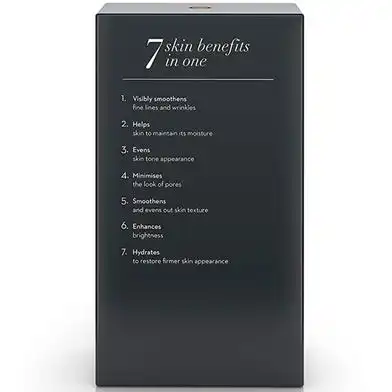 7 skin benefits
in one
1. Visibly smoothens
fine lines and wrinkles
2. Helps
skin to maintain its moisture
3. Evens
skin tone appearance
4. Minimises
the look of pores
5. Smoothens
and evens out skin texture
6. Enhances
brightness
7. Hydrates
to restore firmer skin appearance